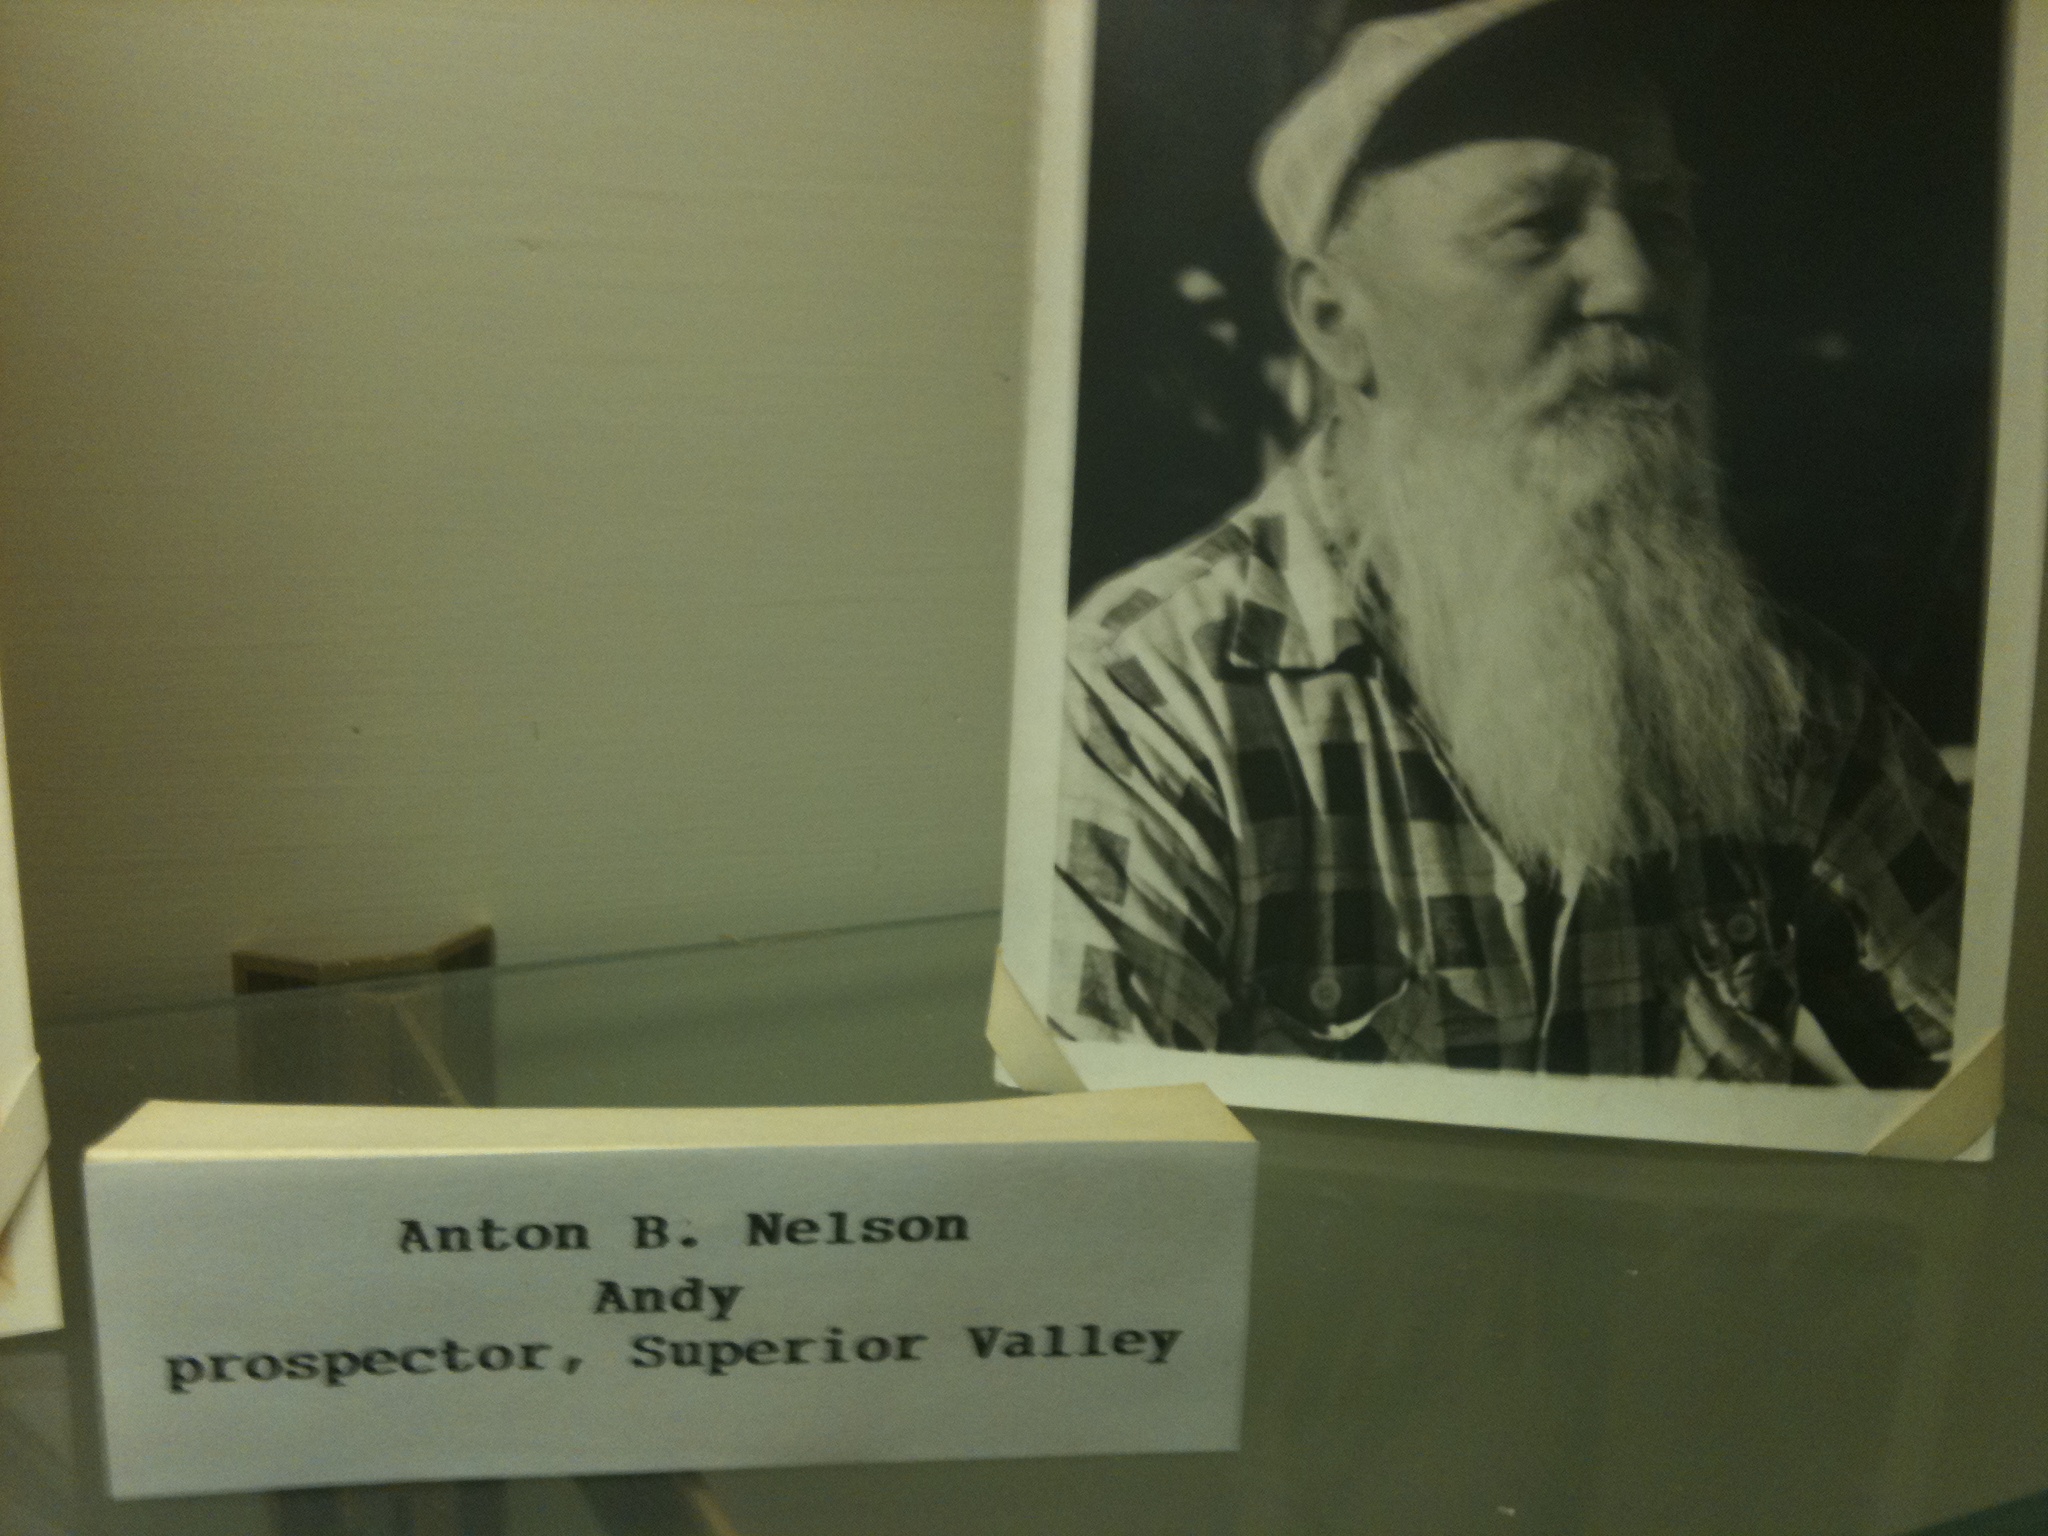 Anton B. Nelson
Andy
prospector, Superior Valley